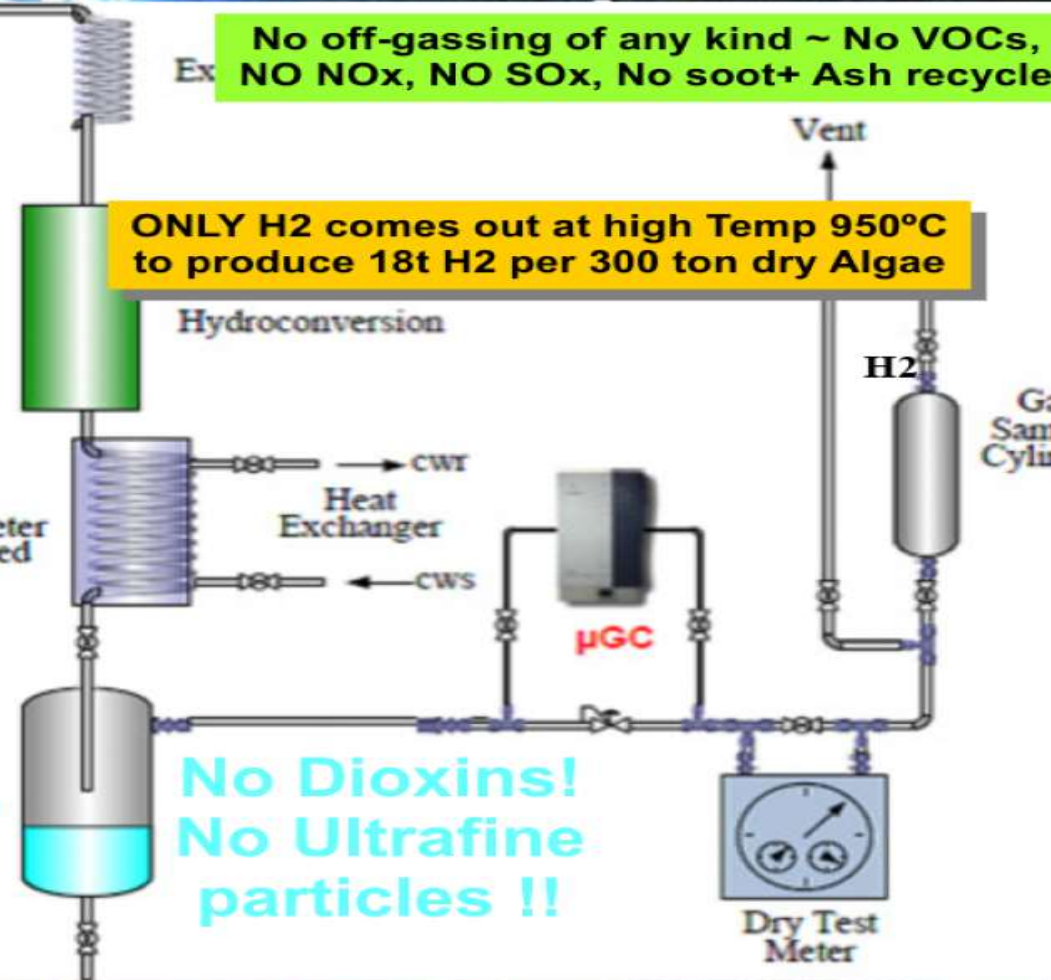 No off-gassing of any kind ~ No VOCs,
NO NOx, NO SOx, No soot+ Ash recycle
Vent
ONLY H2 comes out at high Temp 950ºC
to produce 18t H2 per 300 ton dry Algae
Hydroconversion
H2
cwr
Heat
Exchanger
cws
µGC
No Dioxins!
No Ultrafine
particles !!
Dry Test
Meter